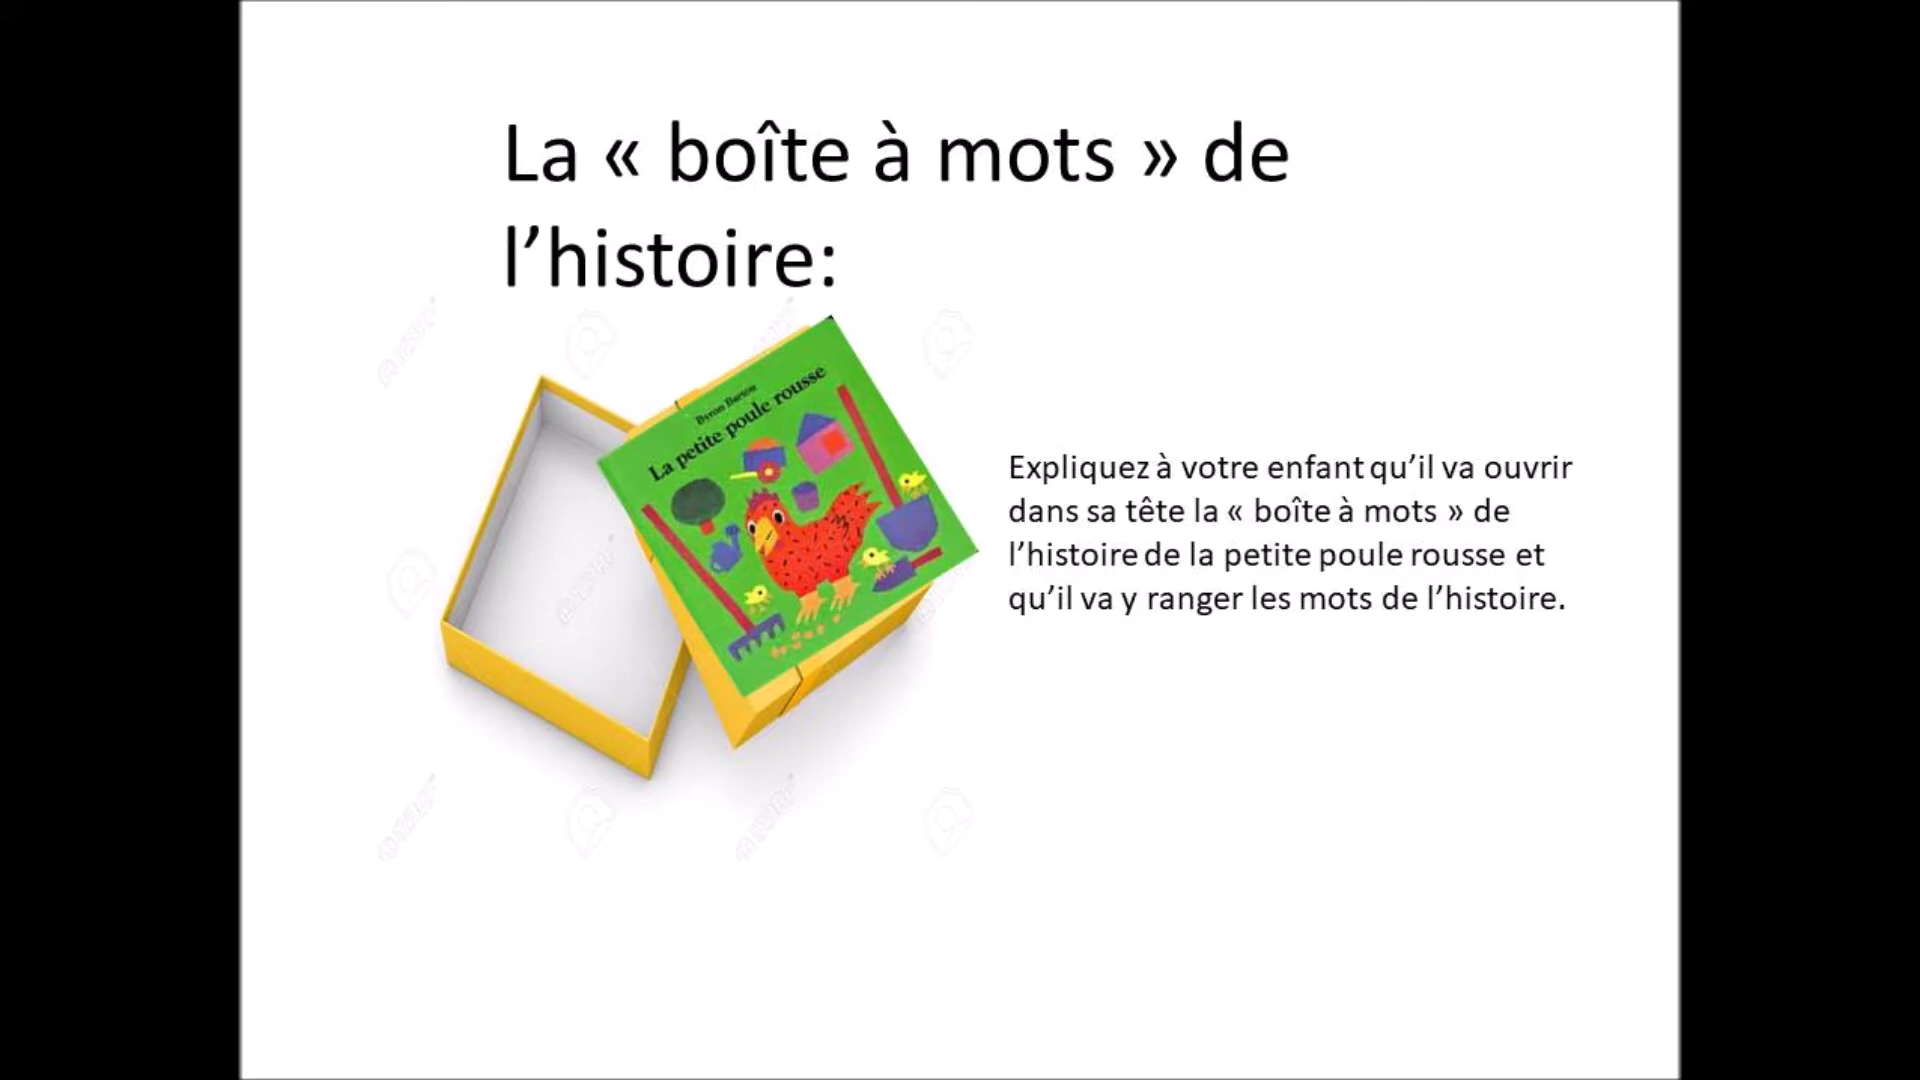 La « boîte à mots » de
l’histoire:
Byron Barton
La petite poule rousse
Expliquez à votre enfant qu’il va ouvrir
dans sa tête la « boîte à mots » de
l’histoire de la petite poule rousse et
qu’il va y ranger les mots de l’histoire.